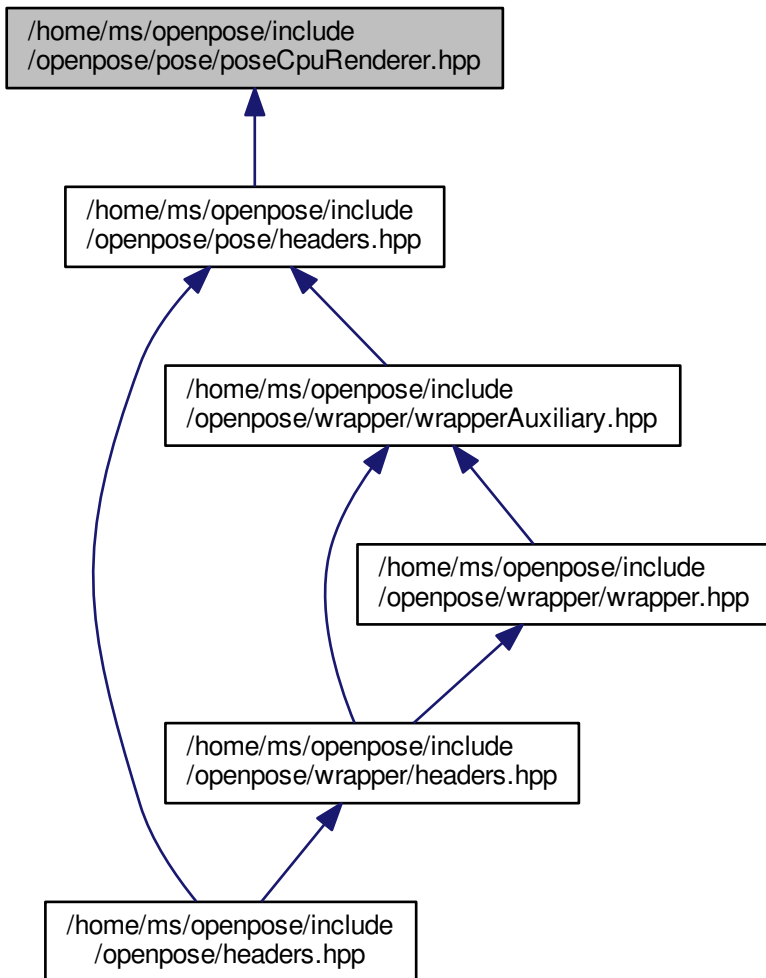 /home/ms/openpose/include
/openpose/pose/poseCpuRenderer.hpp
/home/ms/openpose/include
/openpose/pose/headers.hpp
/home/ms/openpose/include
/openpose/wrapper/wrapperAuxiliary.hpp
/home/ms/openpose/include
/openpose/wrapper/wrapper.hpp
/home/ms/openpose/include
/openpose/wrapper/headers.hpp
/home/ms/openpose/include
/openpose/headers.hpp